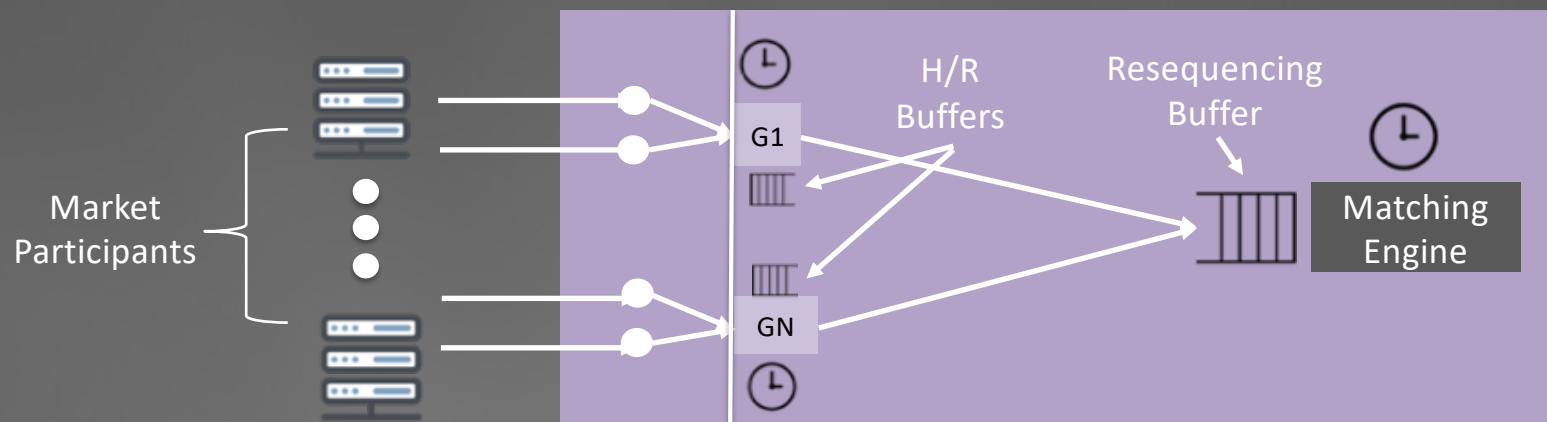 Market
Participants
G1
GN
H/R
Buffers
Resequencing
Buffer
Matching
Engine